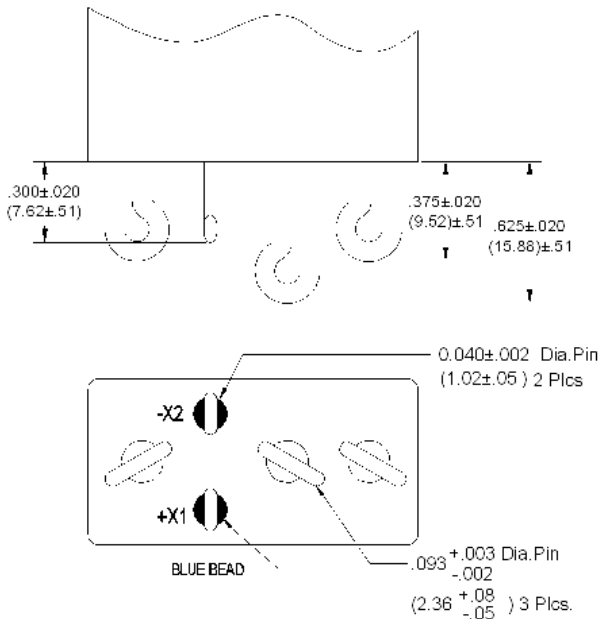 .300±.020
(7.62±.51)
.375±.020
(9.52)±.51
.625±.020
(15.88)±.51
0.040±.002 Dia.Pin
(1.02±.05 ) 2 Plcs
-X2
+X1
BLUE BEAD
.093 +.003 Dia.Pin
-.002
(2.36 +.08
-.05 ) 3 Plcs.